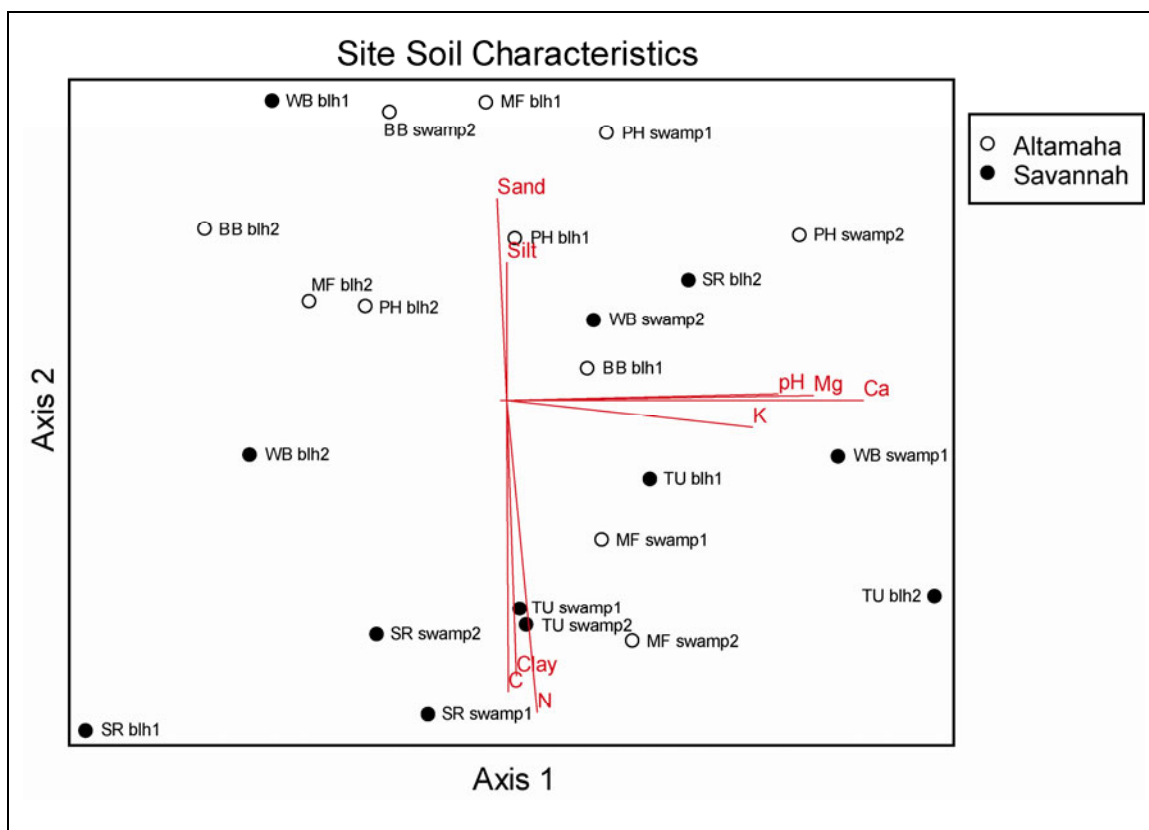 Site Soil Characteristics
WB blh1
MF blh1
BB swamp2
PH swamp1
Altamaha
Savannah
Sand
BB blh2
PH blh1
PH swamp2
Silt
SR blh2
MF blh2
PH blh2
WB swamp2
BB blh1
pH
Mg
Ca
K
Axis 2
WB blh2
WB swamp1
TU blh1
MF swamp1
TU blh2
TU swamp1
TU swamp2
SR swamp2
MF swamp2
Clay
C
N
SR swamp1
SR blh1
Axis 1